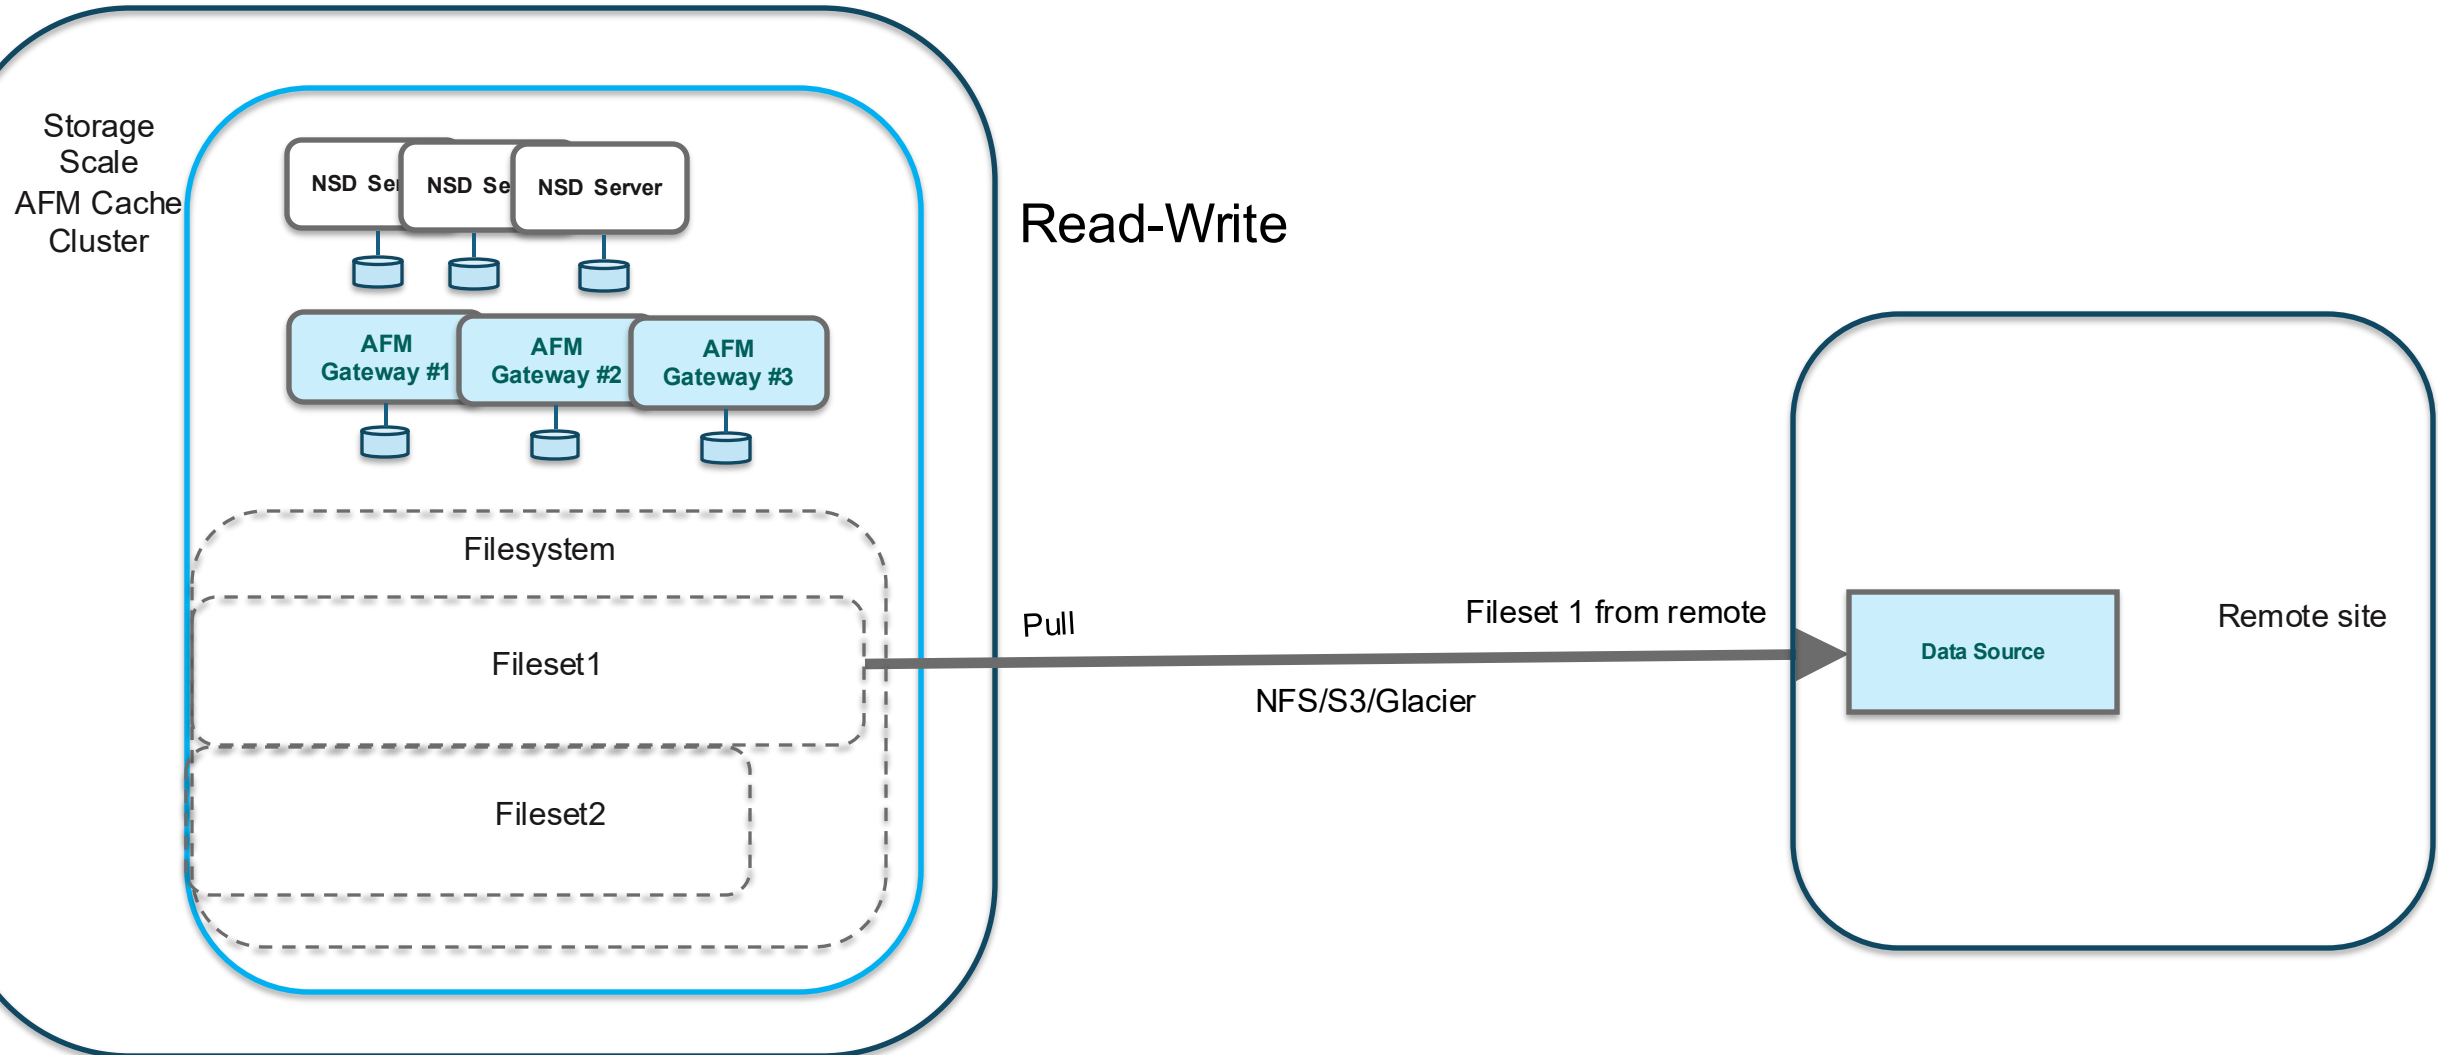 Storage
Scale
AFM Cache
Cluster
NSD Ser
NSD Se
NSD Server
AFM
Gateway #1
AFM
Gateway #2
AFM
Gateway #3
Read-Write
Filesystem
Fileset1
Fileset2
Pull
Fileset 1 from remote
NFS/S3/Glacier
Data Source
Remote site